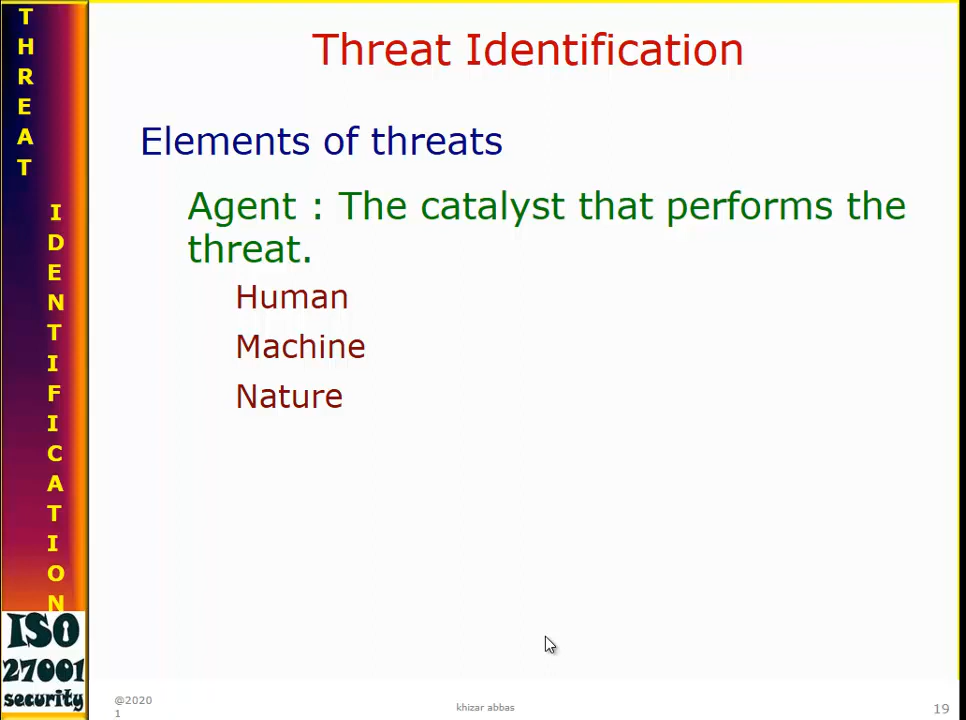 THREAT
IDENTIFICATION
Threat Identification
Elements of threats
Agent : The catalyst that performs the
threat.
Human
Machine
Nature
ISO
27001
security
@2020
1
khizar abbas
19